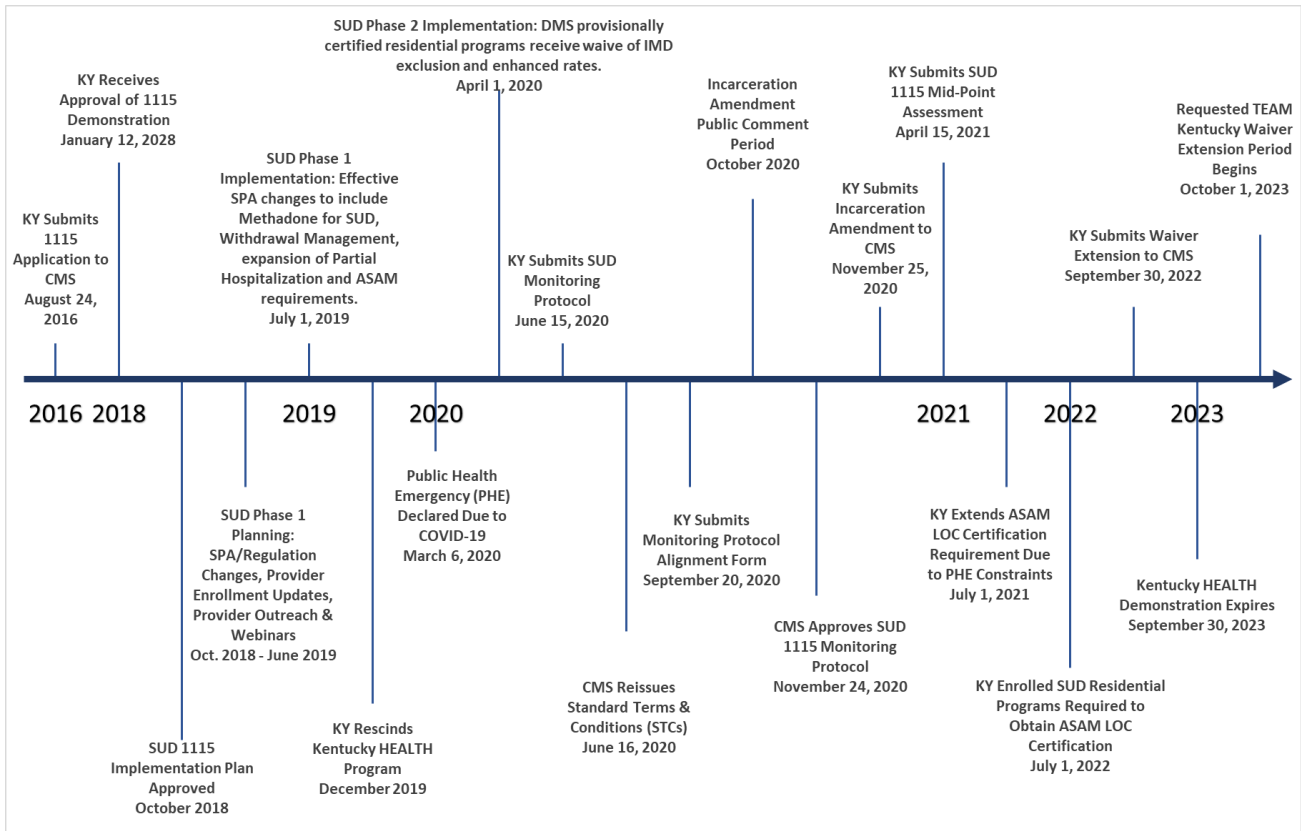 SUD Phase 2 Implementation: DMS provisionally
certified residential programs receive waive of IMD
exclusion and enhanced rates.
April 1, 2020
KY Receives
Approval of 1115
Demonstration
January 12, 2028
Incarceration
Amendment
Public Comment
Period
October 2020
KY Submits SUD
1115 Mid-Point
Assessment
April 15, 2021
Requested TEAM
Kentucky Waiver
Extension Period
Begins
October 1, 2023
SUD Phase 1
Implementation: Effective
SPA changes to include
Methadone for SUD,
Withdrawal Management,
expansion of Partial
Hospitalization and ASAM
requirements.
July 1, 2019
KY Submits
1115
Application to
CMS
August 24,
2016
KY Submits SUD
Monitoring
Protocol
June 15, 2020
KY Submits
Incarceration
Amendment to
CMS
November 25,
2020
KY Submits Waiver
Extension to CMS
September 30, 2022
2016 2018 2019 2020 2021 2022 2023
Public Health
Emergency (PHE)
Declared Due to
COVID-19
March 6, 2020
SUD Phase 1
Planning:
SPA/Regulation
Changes, Provider
Enrollment Updates,
Provider Outreach &
Webinars
Oct. 2018 - June 2019
KY Submits
Monitoring Protocol
Alignment Form
September 20, 2020
KY Extends ASAM
LOC Certification
Requirement Due
to PHE Constraints
July 1, 2021
Kentucky HEALTH
Demonstration Expires
September 30, 2023
CMS Approves SUD
1115 Monitoring
Protocol
November 24, 2020
CMS Reissues
Standard Terms &
Conditions (STCs)
June 16, 2020
KY Enrolled SUD Residential
Programs Required to
Obtain ASAM LOC
Certification
July 1, 2022
KY Rescinds
Kentucky HEALTH
Program
December 2019
SUD 1115
Implementation Plan
Approved
October 2018